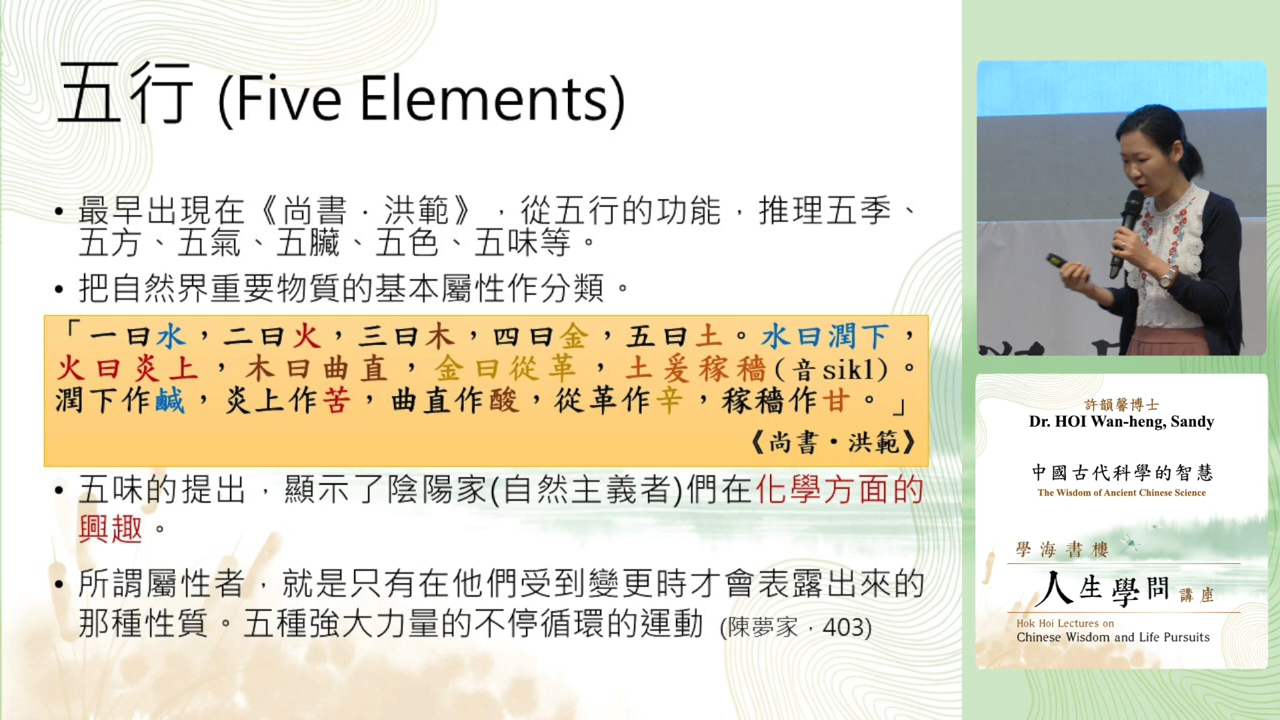 五行 (Five Elements)
• 最早出現在《尚書．洪範》，從五行的功能，推理五季、
五方、五氣、五臟、五色、五味等。
• 把自然界重要物質的基本屬性作分類。
「一曰水，二曰火，三曰木，四曰金，五曰土。水曰潤下，
火曰炎上，木曰曲直，金曰從革，土爰稼穡(音sik1)。
潤下作鹹，炎上作苦，曲直作酸，從革作辛，稼穡作甘。」
《尚書·洪範》
• 五味的提出，顯示了陰陽家(自然主義者)們在化學方面的
興趣。
• 所謂屬性者，就是只有在他們受到變更時才會表露出來的
那種性質。五種強大力量的不停循環的運動 (陳夢家，403)
許韻馨博士
Dr. HOI Wan-heng, Sandy
中國古代科學的智慧
The Wisdom of Ancient Chinese Science
學海書樓
人生學問講座
Hok Hoi Lectures on
Chinese Wisdom and Life Pursuits